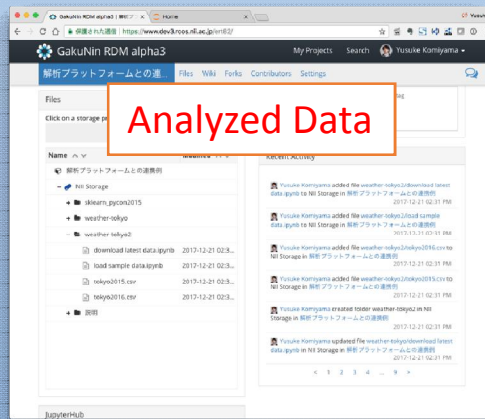 GakuNin RDM alpha3 | 解析プ
Home
Yusuke
保護された通信 | https://www.dev3.rcos.nii.ac.jp/ert82/
GakuNin RDM alpha3
My Projects Search Yusuke Komiyama
解析プラットフォームとの連... Files Wiki Forks Contributors Settings
Files
Click on a storage
Analyzed Data
Name Modified
Recent Activity
解析プラットフォームとの連携例
NII Storage
sklearn_pycon2015
weather-tokyo
weather-tokyo2
download latest data.ipynb 2017-12-21 02:3...
load sample data.ipynb 2017-12-21 02:3...
tokyo2015.csv 2017-12-21 02:3...
tokyo2016.csv 2017-12-21 02:3...
説明
Yusuke Komiyama added file weather-tokyo2/download latest
data.ipynb to NII Storage in 解析プラットフォームとの連携例
2017-12-21 02:31 PM
Yusuke Komiyama added file weather-tokyo2/load sample
data.ipynb to NII Storage in 解析プラットフォームとの連携例
2017-12-21 02:31 PM
Yusuke Komiyama added file weather-tokyo2/tokyo2016.csv to
NII Storage in 解析プラットフォームとの連携例
2017-12-21 02:31 PM
Yusuke Komiyama added file weather-tokyo2/tokyo2015.csv to
NII Storage in 解析プラットフォームとの連携例
2017-12-21 02:31 PM
Yusuke Komiyama created folder weather-tokyo2 in NII
Storage in 解析プラットフォームとの連携例
2017-12-21 02:31 PM
Yusuke Komiyama updated file weather-tokyo/download latest
data.ipynb in NII Storage in 解析プラットフォームとの連携例
2017-12-21 02:31 PM
< 1 2 3 4 ... 9 >
JupyterHub